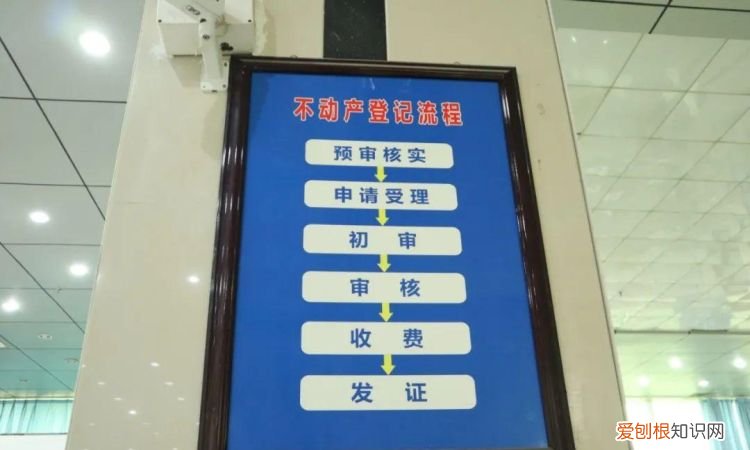 不动产登记流程
预审核实
申请受理
初 审
审 核
收 费
发 证
爱刨根知识网